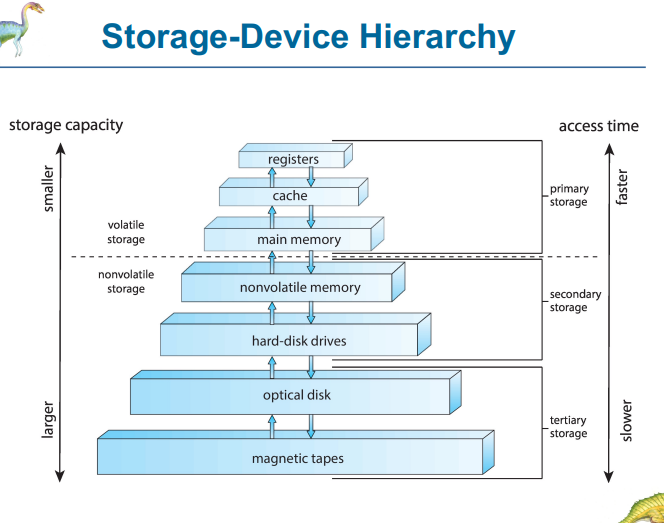 Storage-Device Hierarchy
storage capacity
access time
smaller
larger
volatile
storage
nonvolatile
storage
registers
cache
main memory
nonvolatile memory
hard-disk drives
optical disk
magnetic tapes
primary
storage
secondary
storage
tertiary
storage
faster
slower